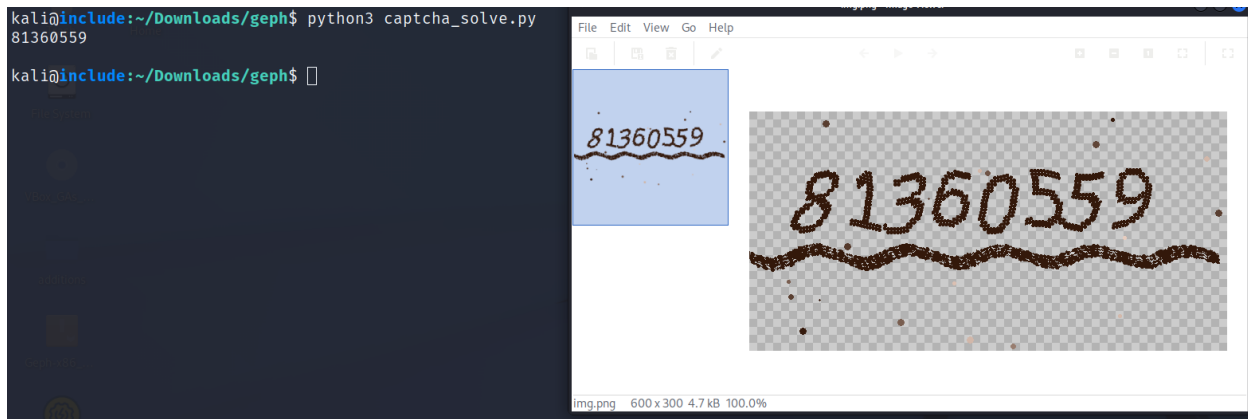 kali@include:~/Downloads/geph$ python3 captcha_solve.py
81360559
kali@include:~/Downloads/geph$
File Edit View Go Help
81360559
81360559
img.png 600 x 300 4.7 kB 100.0%